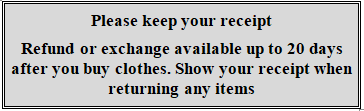 Please keep your receipt
Refund or exchange available up to 20 days
after you buy clothes. Show your receipt when
returning any items